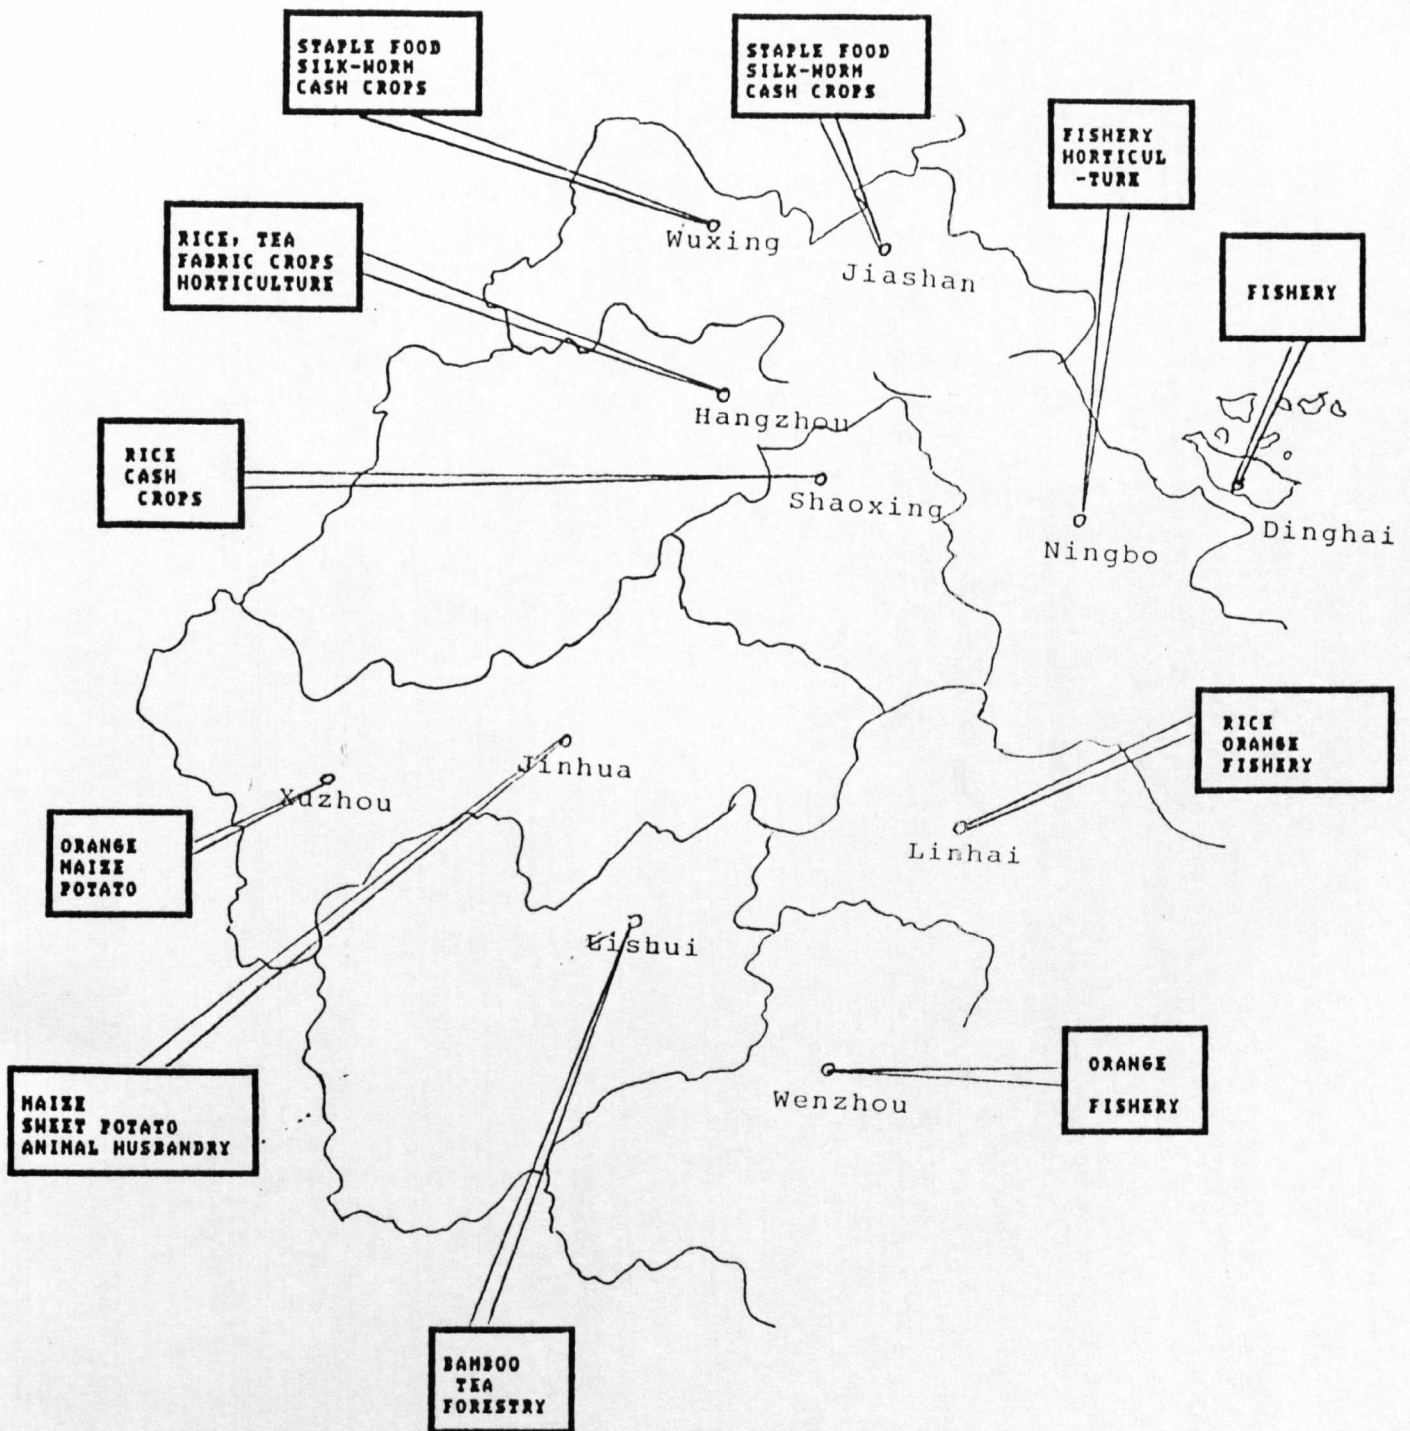 STAPLE FOOD
SILK-WORM
CASH CROPS
STAPLE FOOD
SILK-WORM
CASH CROPS
FISHERY
HORTICUL
-TURE
Wuxing
RICE, TEA
FABRIC CROPS
HORTICULTURE
Jiashan
FISHERY
Hangzhou
RICE
CASH
CROPS
Shaoxing
Ningbo
Dinghai
RICE
ORANGE
FISHERY
Jinhua
Xuzhou
ORANGE
MAIZE
POTATO
Linhai
Lishui
ORANGE
FISHERY
Wenzhou
MAIZE
SWEET POTATO
ANIMAL HUSBANDRY
BAMBOO
TEA
FORESTRY